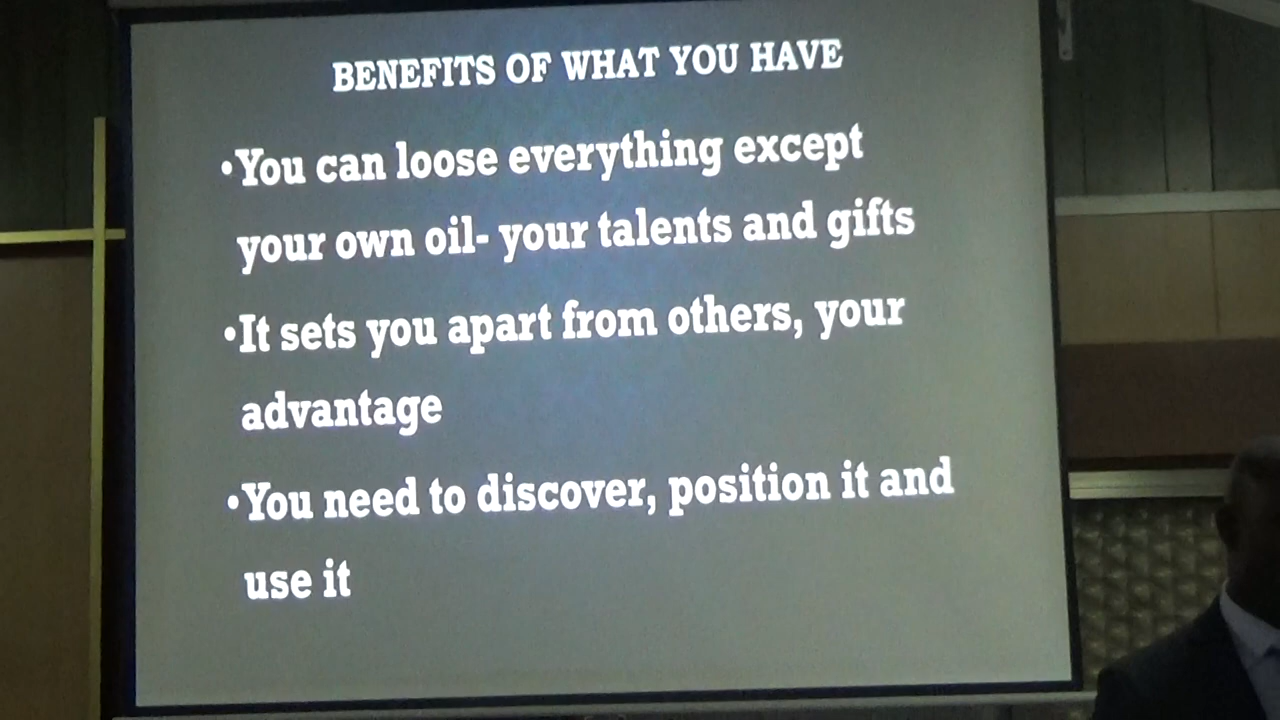 BENEFITS OF WHAT YOU HAVE
•You can loose everything except
your own oil- your talents and gifts
•It sets you apart from others, your
advantage
•You need to discover, position it and
use it